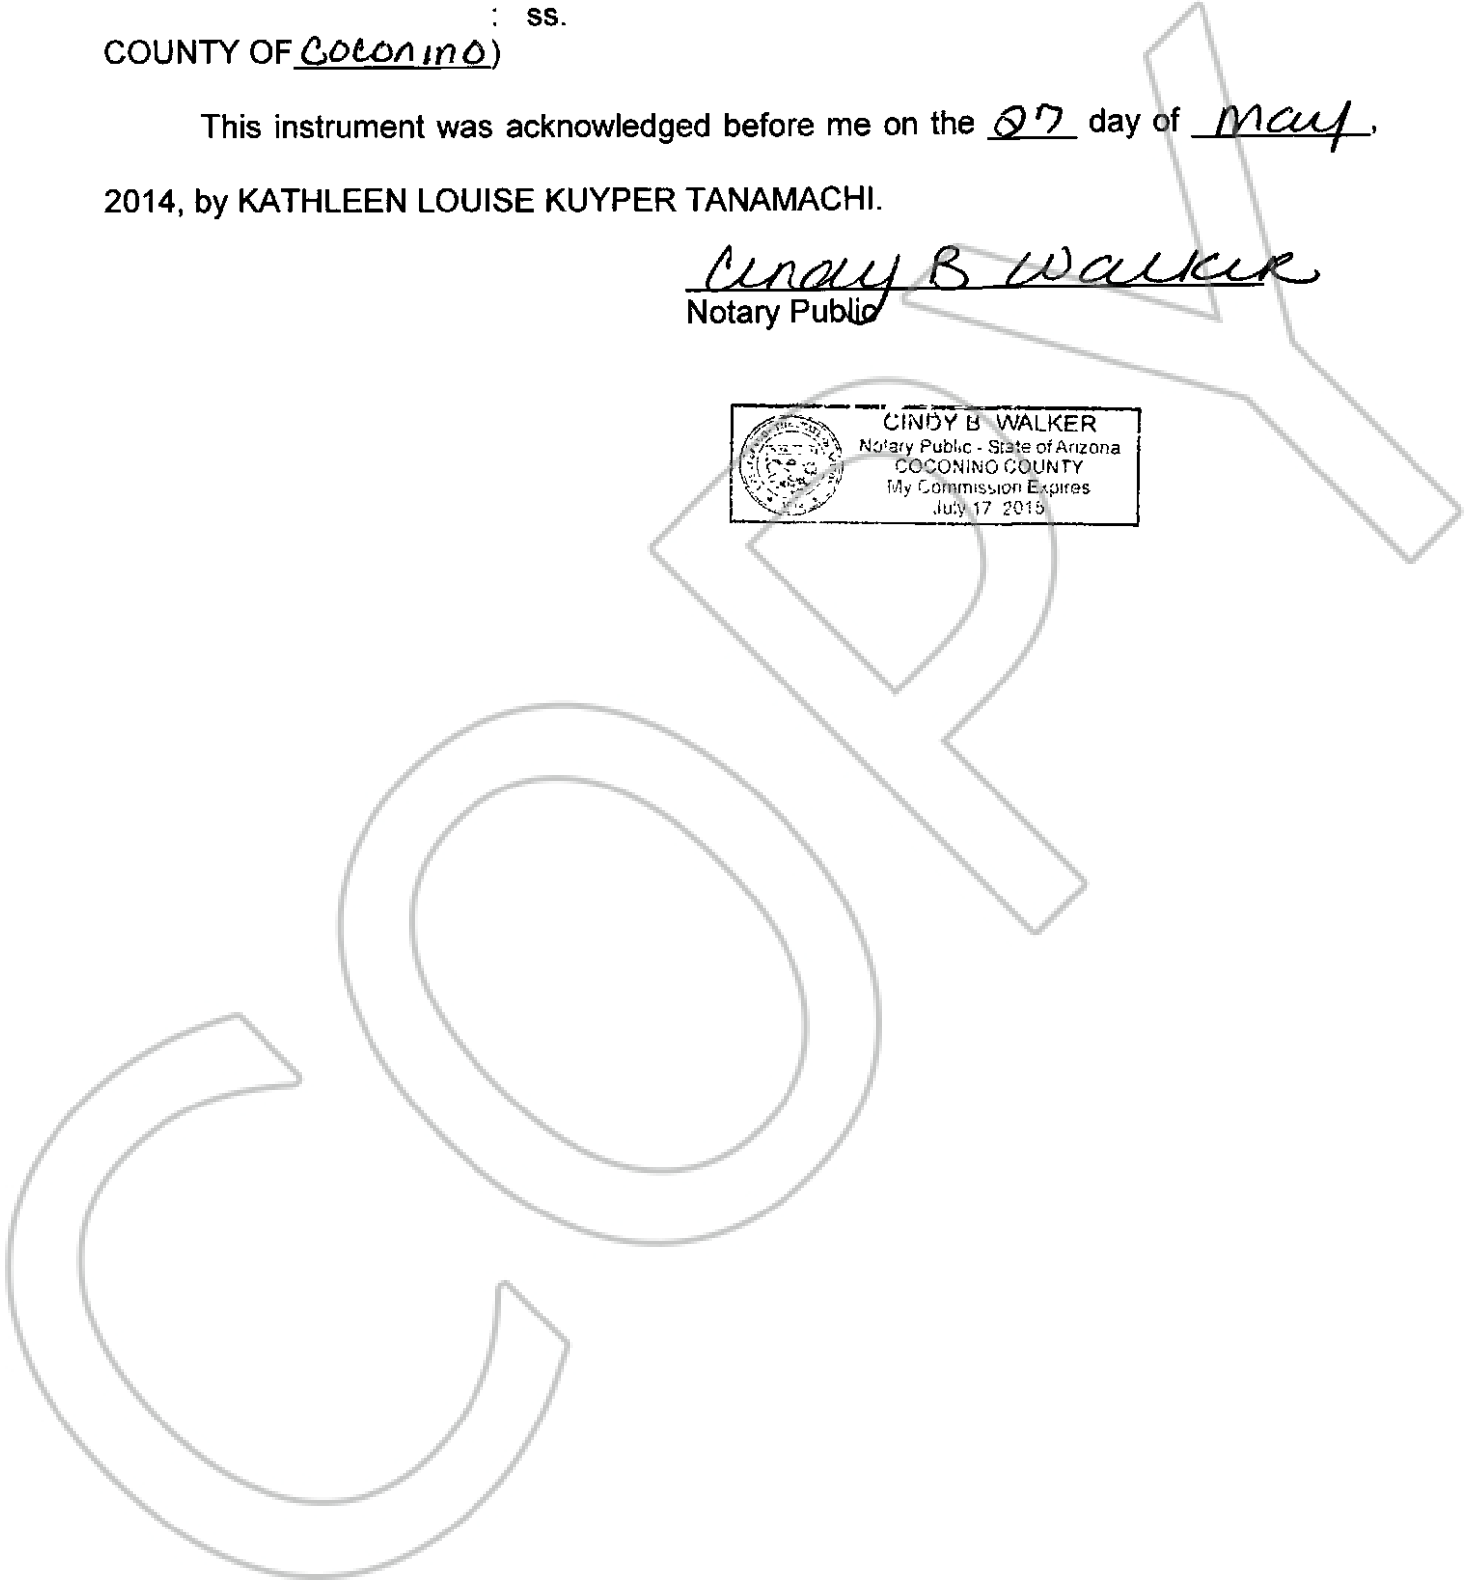 : ss.
COUNTY OF Coconino)
This instrument was acknowledged before me on the 27 day of May,
2014, by KATHLEEN LOUISE KUYPER TANAMACHI.
Cindy B Walker
Notary Public
CINDY B WALKER
Notary Public - State of Arizona
COCONINO COUNTY
My Commission Expires
July 17 2015
COPY